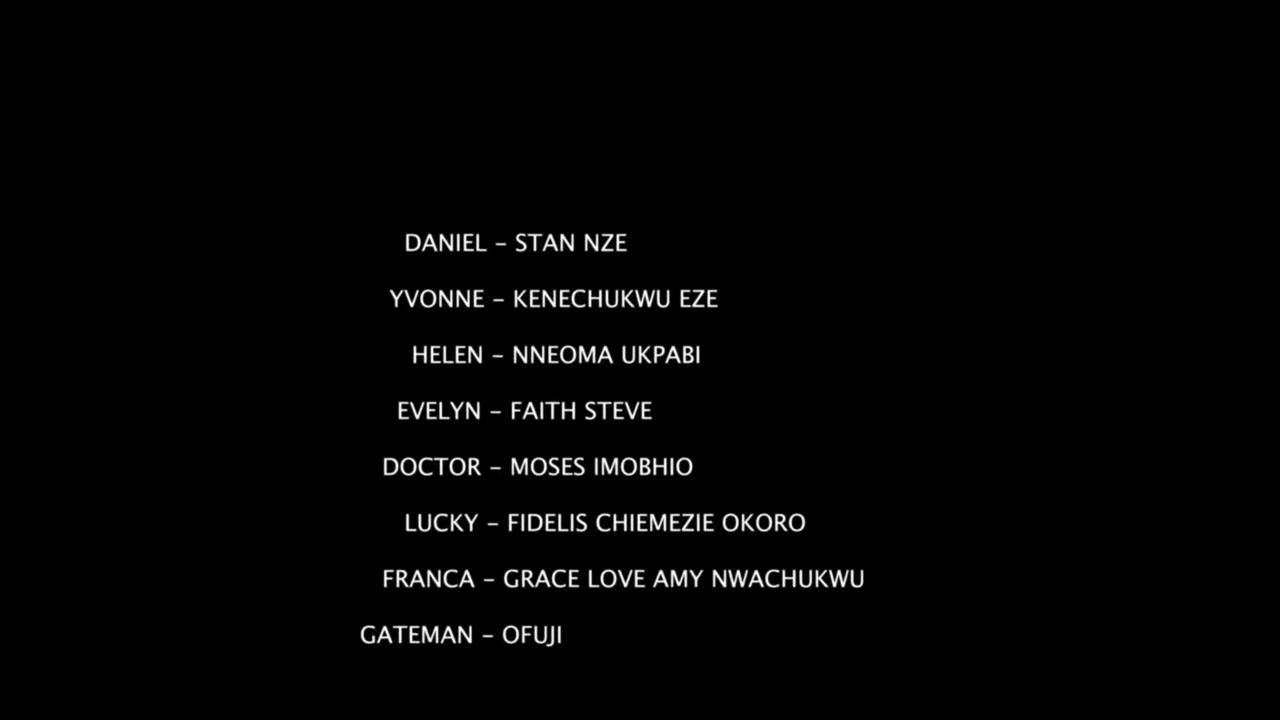 DANIEL – STAN NZE
YVONNE – KENECHUKWU EZE
HELEN – NNEOMA UKPABI
EVELYN – FAITH STEVE
DOCTOR – MOSES IMOBHIO
LUCKY – FIDELIS CHIEMEZIE OKORO
FRANCA – GRACE LOVE AMY NWACHUKWU
GATEMAN – OFUJI